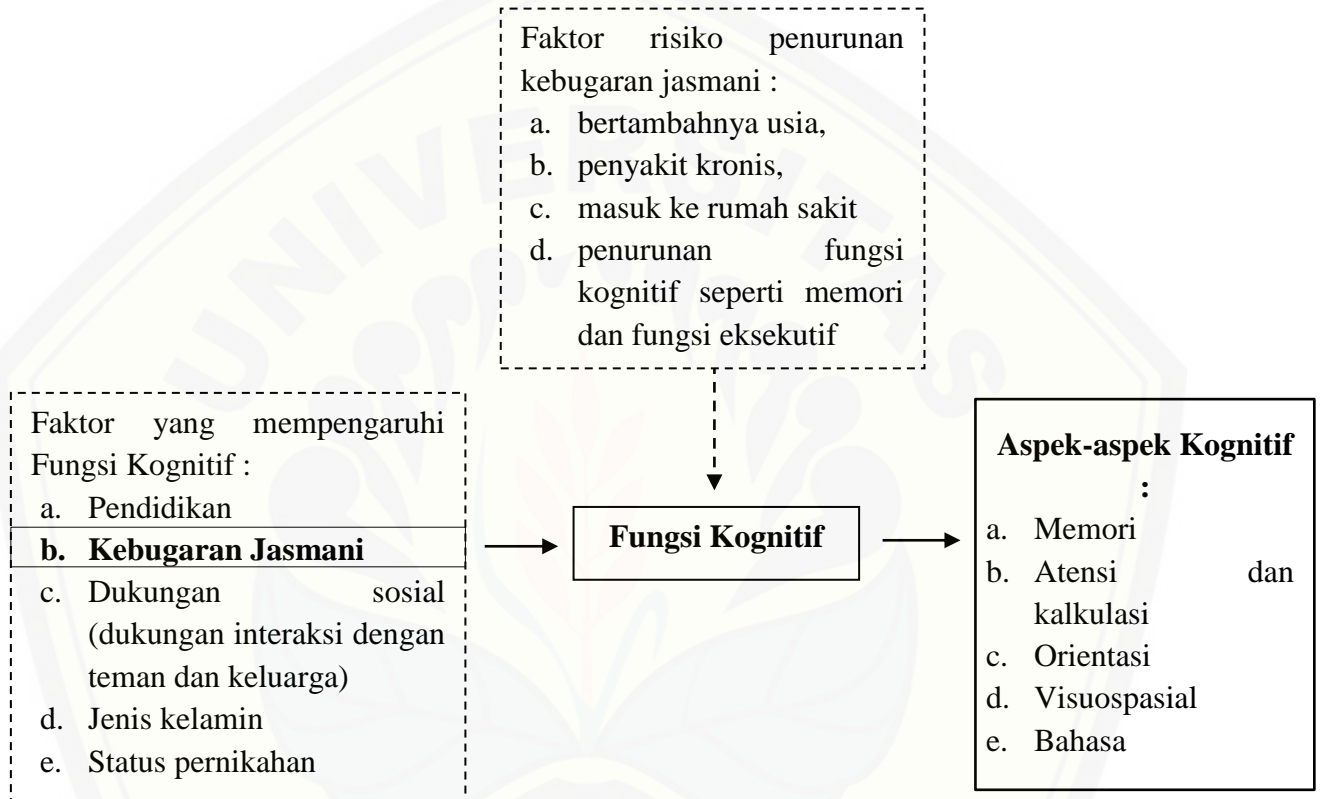 Faktor risiko penurunan
kebugaran jasmani :
a. bertambahnya usia,
b. penyakit kronis,
c. masuk ke rumah sakit
d. penurunan fungsi
kognitif seperti memori
dan fungsi eksekutif
Faktor yang mempengaruhi
Fungsi Kognitif :
a. Pendidikan
b. Kebugaran Jasmani
c. Dukungan sosial
(dukungan interaksi dengan
teman dan keluarga)
d. Jenis kelamin
e. Status pernikahan
Fungsi Kognitif
Aspek-aspek Kognitif
:
a. Memori
b. Atensi dan
kalkulasi
c. Orientasi
d. Visuospasial
e. Bahasa
UNIVERSITAS